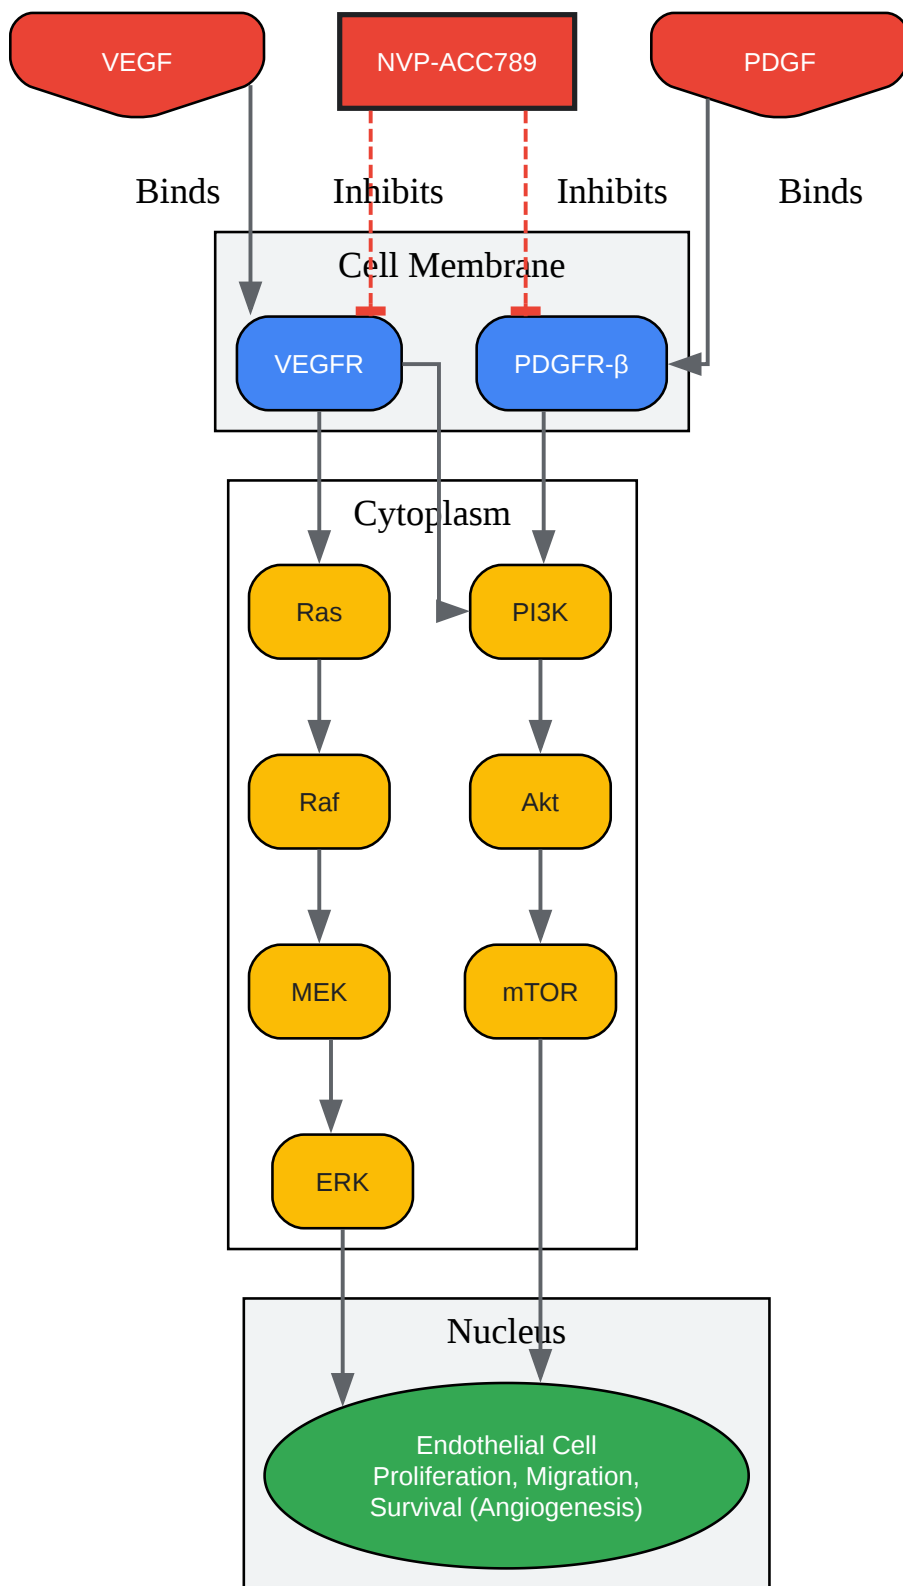 VEGF
NVP-ACC789
PDGF
Binds
Inhibits
Inhibits
Binds
Cell Membrane
VEGFR
PDGFR-β
Cytoplasm
Ras
PI3K
Raf
Akt
MEK
mTOR
ERK
Nucleus
Endothelial Cell
Proliferation, Migration,
Survival (Angiogenesis)